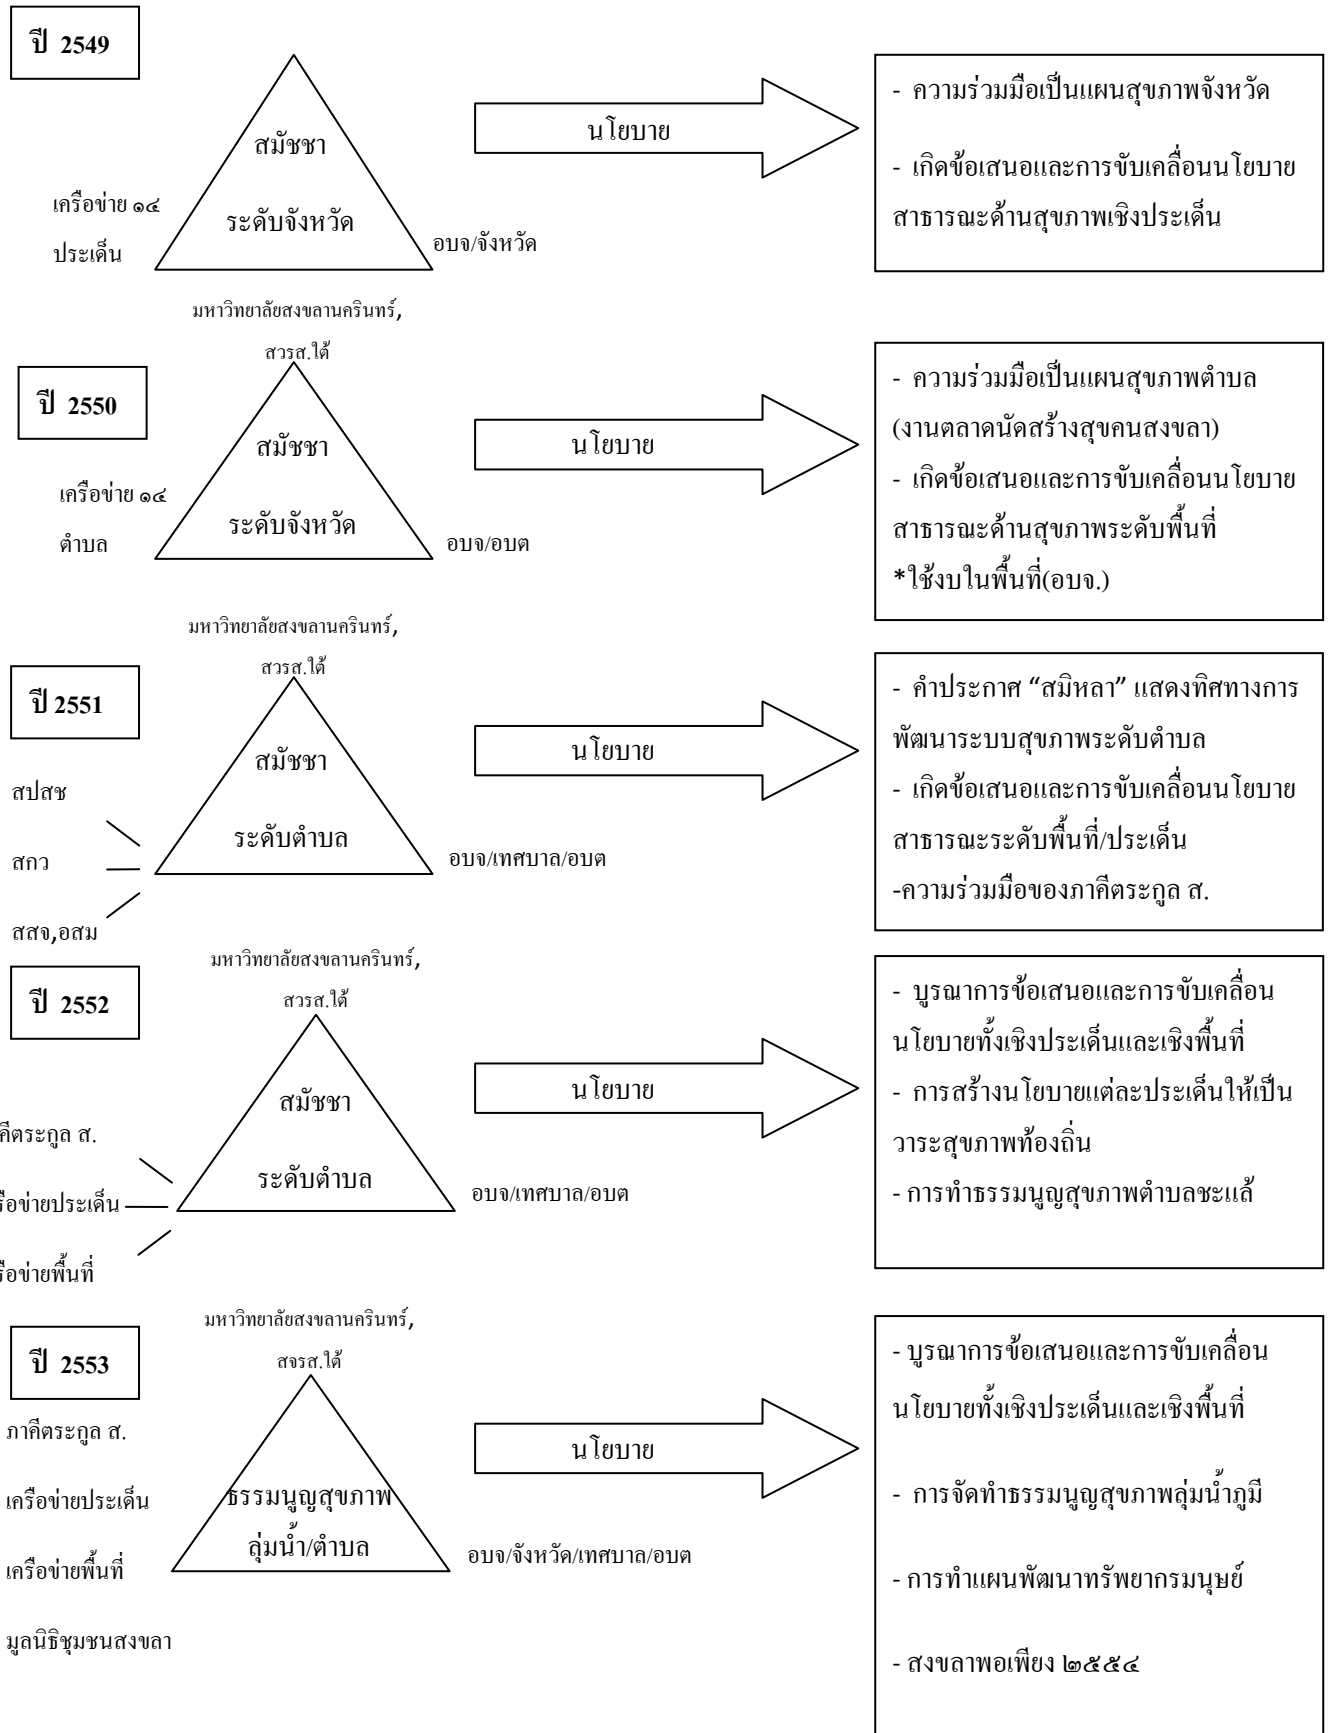 ปี 2549
สมัชชา
ระดับจังหวัด
เครือข่าย ๑๔
ประเด็น
อบจ/จังหวัด
นโยบาย
- ความร่วมมือเป็นแผนสุขภาพจังหวัด
- เกิดข้อเสนอและการขับเคลื่อนนโยบาย
สาธารณะด้านสุขภาพเชิงประเด็น
มหาวิทยาลัยสงขลานครินทร์,
สวรส.ใต้
ปี 2550
สมัชชา
ระดับจังหวัด
เครือข่าย ๑๔
ตำบล
อบจ/อบต
นโยบาย
- ความร่วมมือเป็นแผนสุขภาพตำบล
(งานตลาดนัดสร้างสุขคนสงขลา)
- เกิดข้อเสนอและการขับเคลื่อนนโยบาย
สาธารณะด้านสุขภาพระดับพื้นที่
*ใช้งบในพื้นที่(อบจ.)
มหาวิทยาลัยสงขลานครินทร์,
สวรส.ใต้
ปี 2551
สมัชชา
ระดับตำบล
สปสช
สกว
สสจ,อสม
อบจ/เทศบาล/อบต
นโยบาย
- คำประกาศ “สมิหลา” แสดงทิศทางการ
พัฒนาระบบสุขภาพระดับตำบล
- เกิดข้อเสนอและการขับเคลื่อนนโยบาย
สาธารณะระดับพื้นที่/ประเด็น
-ความร่วมมือของภาคีตระกูล ส.
มหาวิทยาลัยสงขลานครินทร์,
สวรส.ใต้
ปี 2552
สมัชชา
ระดับตำบล
คีตระกูล ส.
รือข่ายประเด็น
รือข่ายพื้นที่
อบจ/เทศบาล/อบต
นโยบาย
- บูรณาการข้อเสนอและการขับเคลื่อน
นโยบายทั้งเชิงประเด็นและเชิงพื้นที่
- การสร้างนโยบายแต่ละประเด็นให้เป็น
วาระสุขภาพท้องถิ่น
- การทำธรรมนูญสุขภาพตำบลชะแล้
มหาวิทยาลัยสงขลานครินทร์,
สจรส.ใต้
ปี 2553
ธรรมนูญสุขภาพ
ลุ่มน้ำ/ตำบล
ภาคีตระกูล ส.
เครือข่ายประเด็น
เครือข่ายพื้นที่
มูลนิธิชุมชนสงขลา
อบจ/จังหวัด/เทศบาล/อบต
นโยบาย
- บูรณาการข้อเสนอและการขับเคลื่อน
นโยบายทั้งเชิงประเด็นและเชิงพื้นที่
- การจัดทำธรรมนูญสุขภาพลุ่มน้ำภูมี
- การทำแผนพัฒนาทรัพยากรมนุษย์
- สงขลาพอเพียง ๒๕๕๔